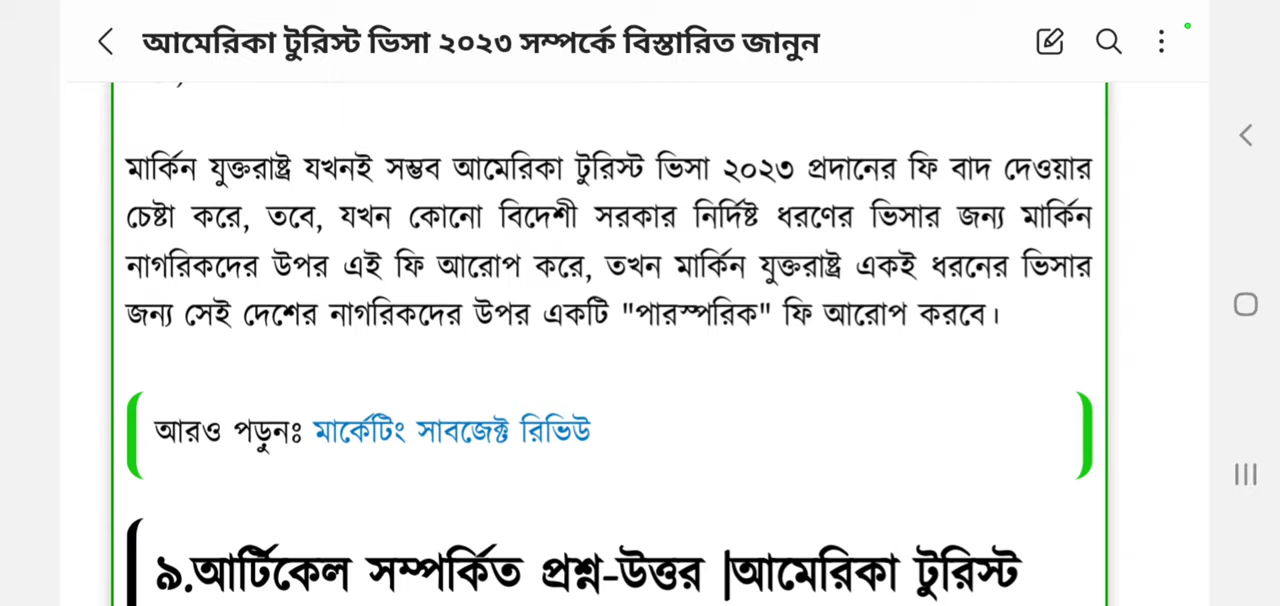 আমেরিকা টুরিস্ট ভিসা ২০২৩ সম্পর্কে বিস্তারিত জানুন
মার্কিন যুক্তরাষ্ট্র যখনই সম্ভব আমেরিকা টুরিস্ট ভিসা ২০২৩ প্রদানের ফি বাদ দেওয়ার
চেষ্টা করে, তবে, যখন কোনো বিদেশী সরকার নির্দিষ্ট ধরণের ভিসার জন্য মার্কিন
নাগরিকদের উপর এই ফি আরোপ করে, তখন মার্কিন যুক্তরাষ্ট্র একই ধরনের ভিসার
জন্য সেই দেশের নাগরিকদের উপর একটি "পারস্পরিক" ফি আরোপ করবে।
আরও পড়ুনঃ মার্কেটিং সাবজেক্ট রিভিউ
৯.আর্টিকেল সম্পর্কিত প্রশ্ন-উত্তর |আমেরিকা টুরিস্ট